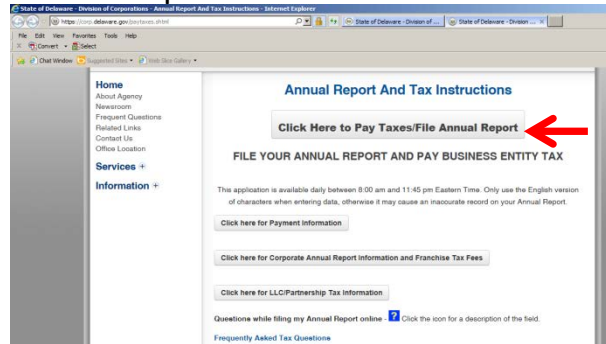 State of Delaware - Division of Corporations - Annual Report And Tax Instructions - Internet Explorer
https://corp.delaware.gov/paytaxes.shtml
State of Delaware - Division of ...
State of Delaware - Division ...
File Edit View Favorites Tools Help
Convert Select
Chat Window Suggested Sites Web Slice Gallery
Home
About Agency
Newsroom
Frequent Questions
Related Links
Contact Us
Office Location
Services +
Information +
Annual Report And Tax Instructions
Click Here to Pay Taxes/File Annual Report
FILE YOUR ANNUAL REPORT AND PAY BUSINESS ENTITY TAX
This application is available daily between 8:00 am and 11:45 pm Eastern Time. Only use the English version
of characters when entering data, otherwise it may cause an inaccurate record on your Annual Report.
Click here for Payment Information
Click here for Corporate Annual Report Information and Franchise Tax Fees
Click here for LLC/Partnership Tax Information
Questions while filing my Annual Report online - ? Click the icon for a description of the field.
Frequently Asked Tax Questions